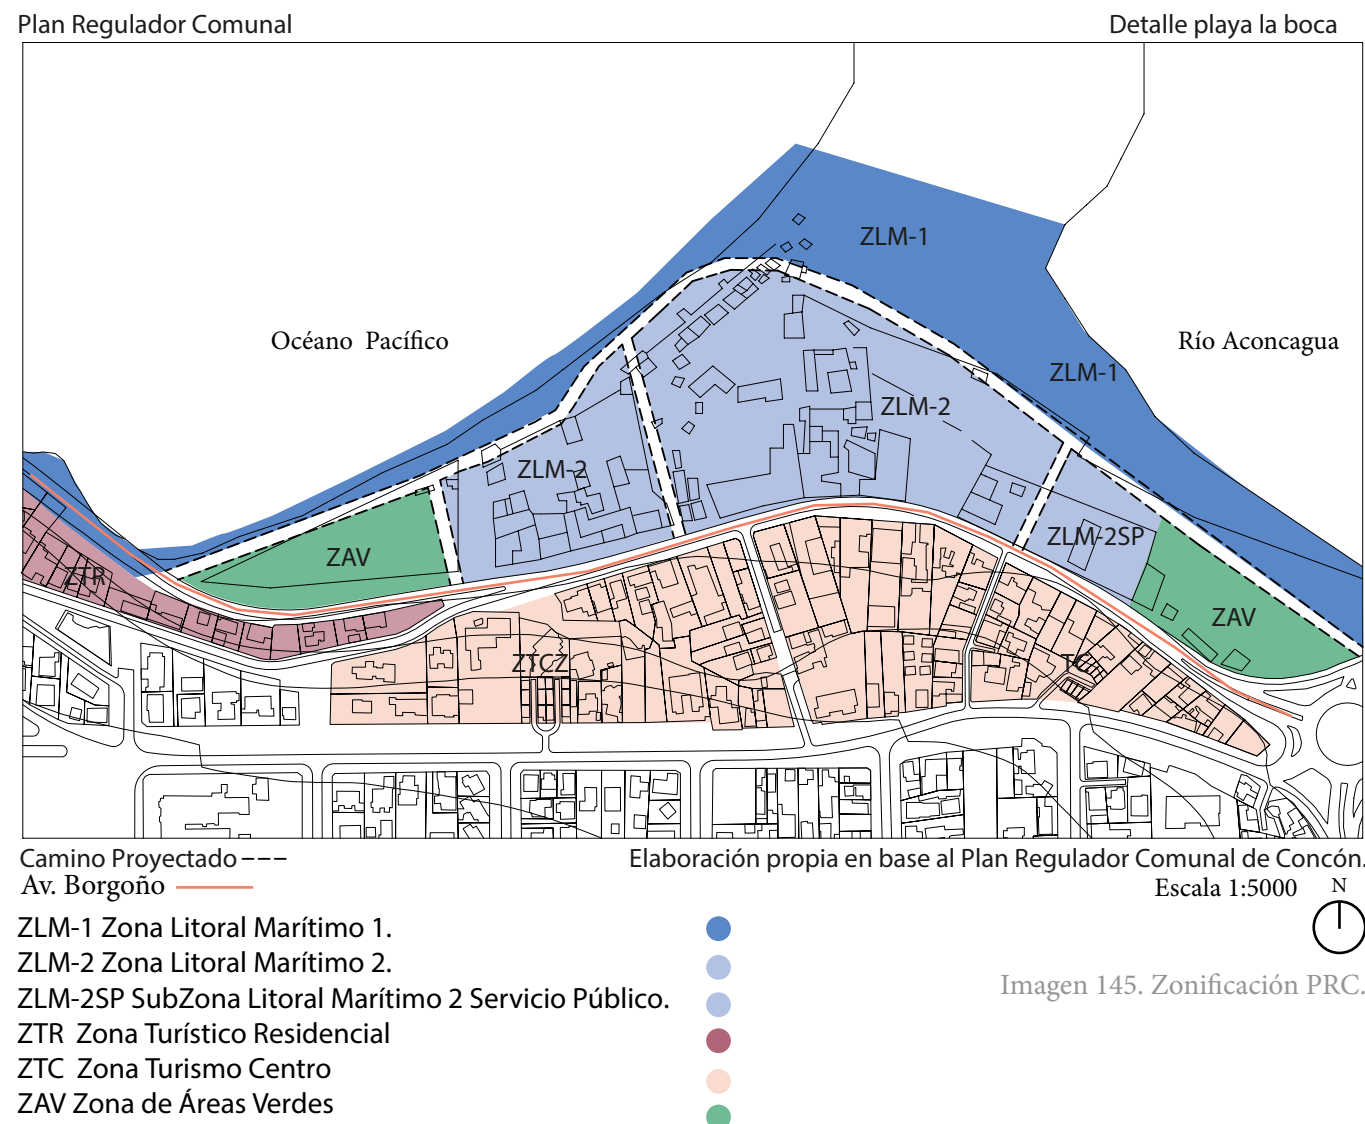 Plan Regulador Comunal
Detalle playa la boca
ZLM-1
Océano Pacífico
Río Aconcagua
ZLM-1
ZLM-2
ZLM-2
ZLM-2SP
ZAV
ZTR
ZAV
ZTCZ
Camino Proyectado
Elaboración propia en base al Plan Regulador Comunal de Concón.
Av. Borgoño
Escala 1:5000
N
ZLM-1 Zona Litoral Marítimo 1.
ZLM-2 Zona Litoral Marítimo 2.
ZLM-2SP SubZona Litoral Marítimo 2 Servicio Público.
ZTR Zona Turístico Residencial
ZTC Zona Turismo Centro
ZAV Zona de Áreas Verdes
Imagen 145. Zonificación PRC.